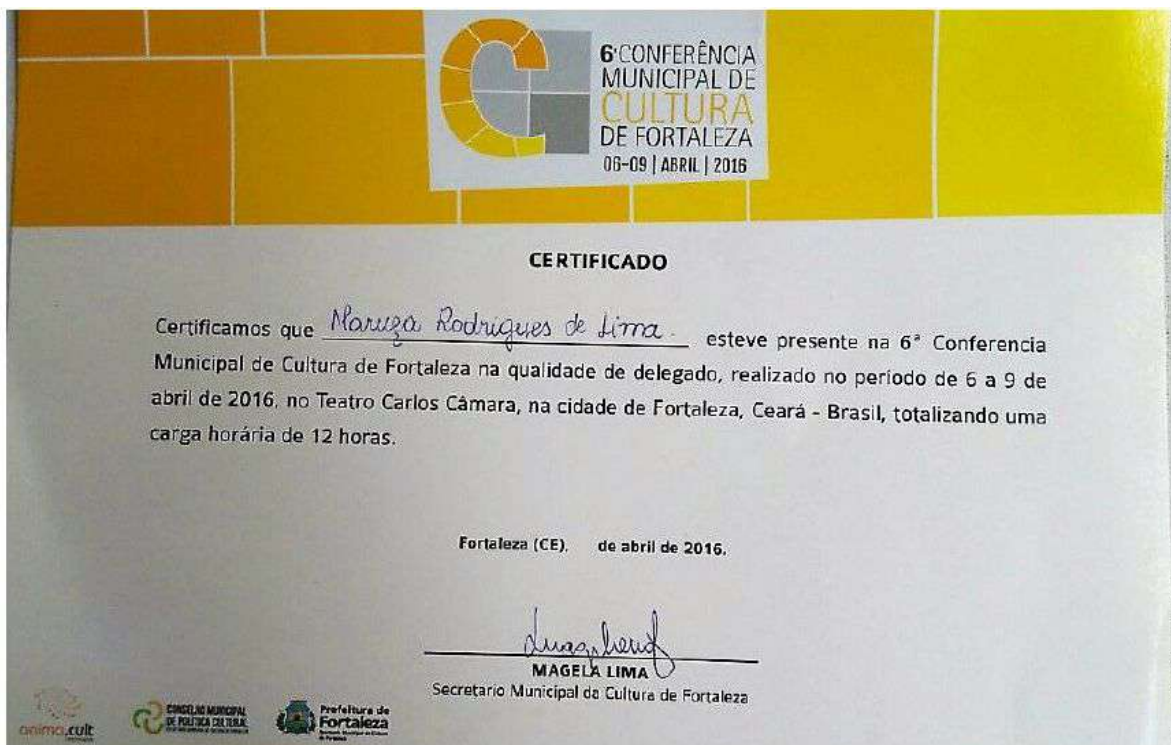 6ª CONFERÊNCIA
MUNICIPAL DE
CULTURA
DE FORTALEZA
06-09 | ABRIL | 2016
CERTIFICADO
Certificamos que Maruza Rodrigues de Lima. esteve presente na 6ª Conferencia
Municipal de Cultura de Fortaleza na qualidade de delegado, realizado no período de 6 a 9 de
abril de 2016, no Teatro Carlos Câmara, na cidade de Fortaleza, Ceará - Brasil, totalizando uma
carga horária de 12 horas.
Fortaleza (CE), de abril de 2016.
MAGELA LIMA
Secretario Municipal da Cultura de Fortaleza
anima.cult
CONSELHO MUNICIPAL
DE POLÍTICA CULTURAL
Prefeitura de
Fortaleza